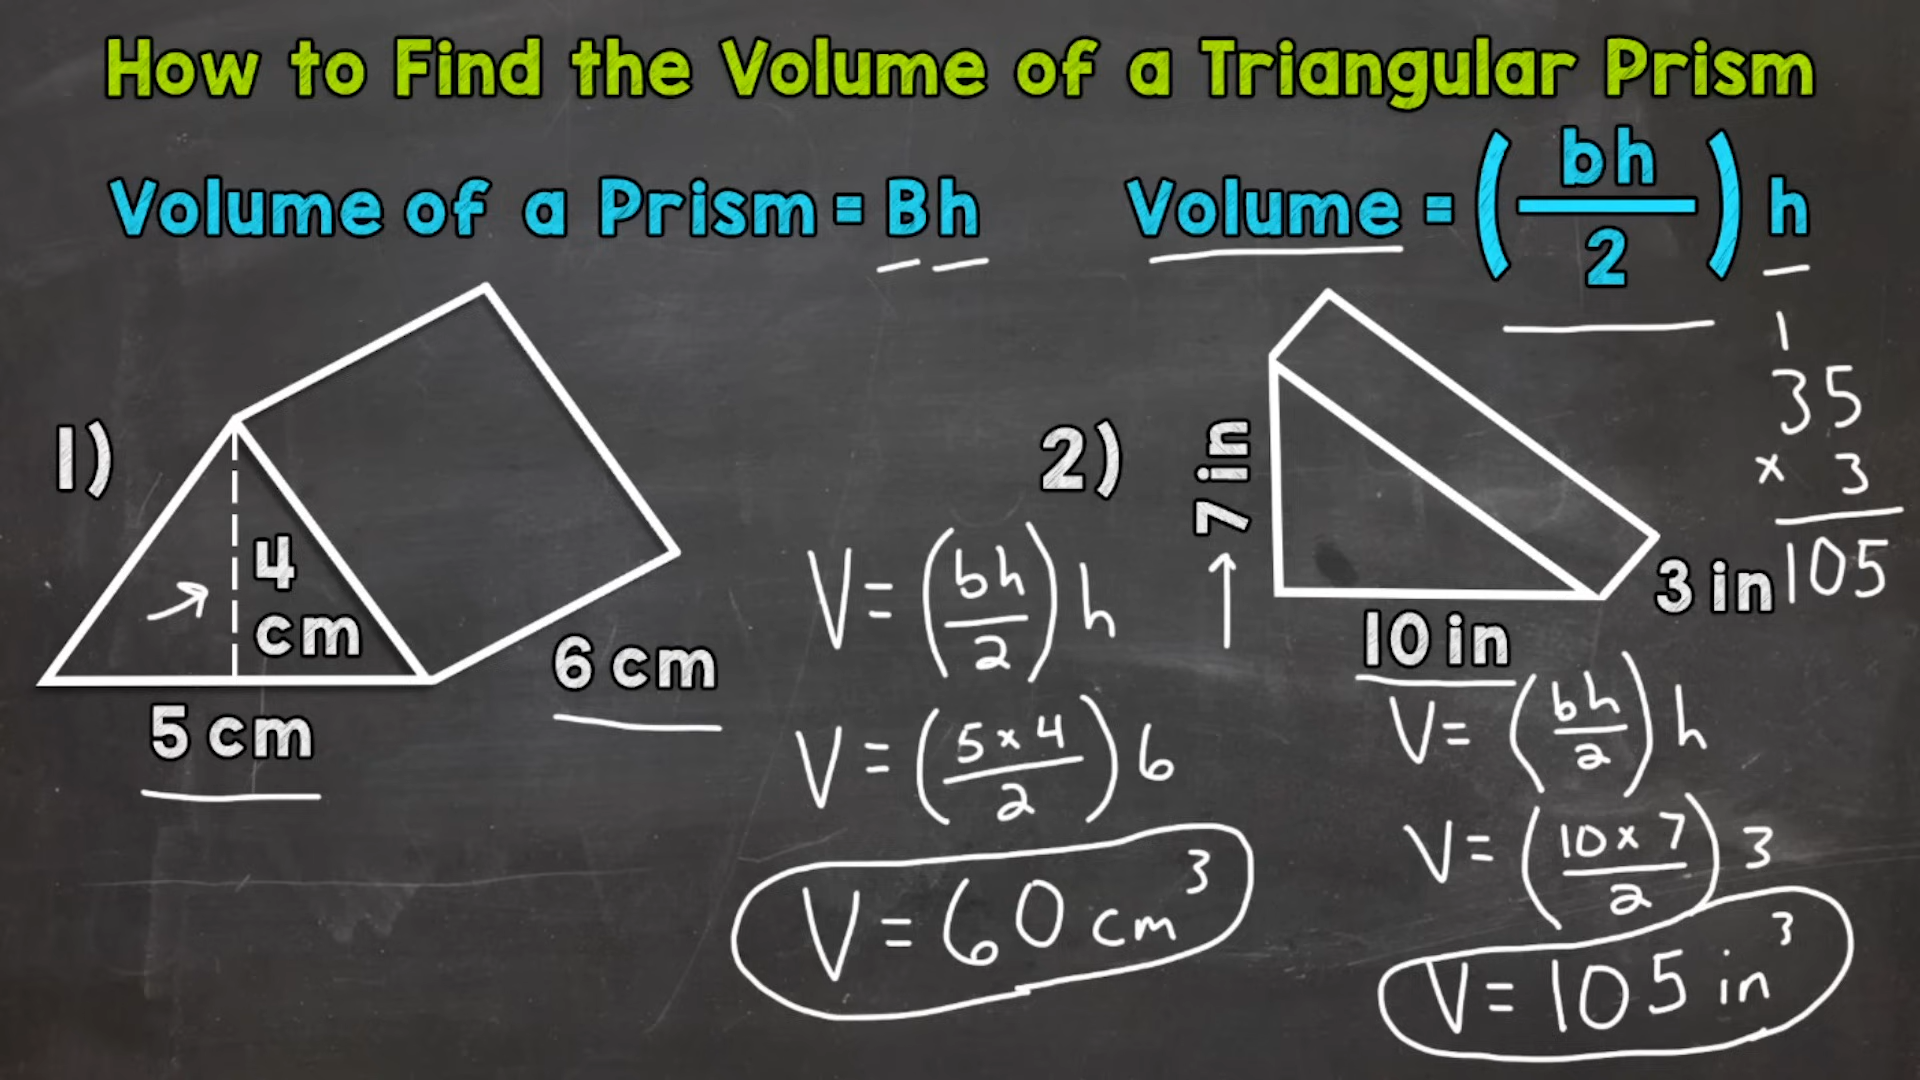 How to Find the Volume of a Triangular Prism
Volume of a Prism = Bh
Volume = (bh/2) h
1)
4
cm
5 cm
6 cm
V = (bh/2) h
V = (5 x 4/2) 6
V = 60 cm³
2)
7 in
10 in
3 in
1
35
x 3
105
V = (bh/2) h
V = (10 x 7/2) 3
V = 105 in³